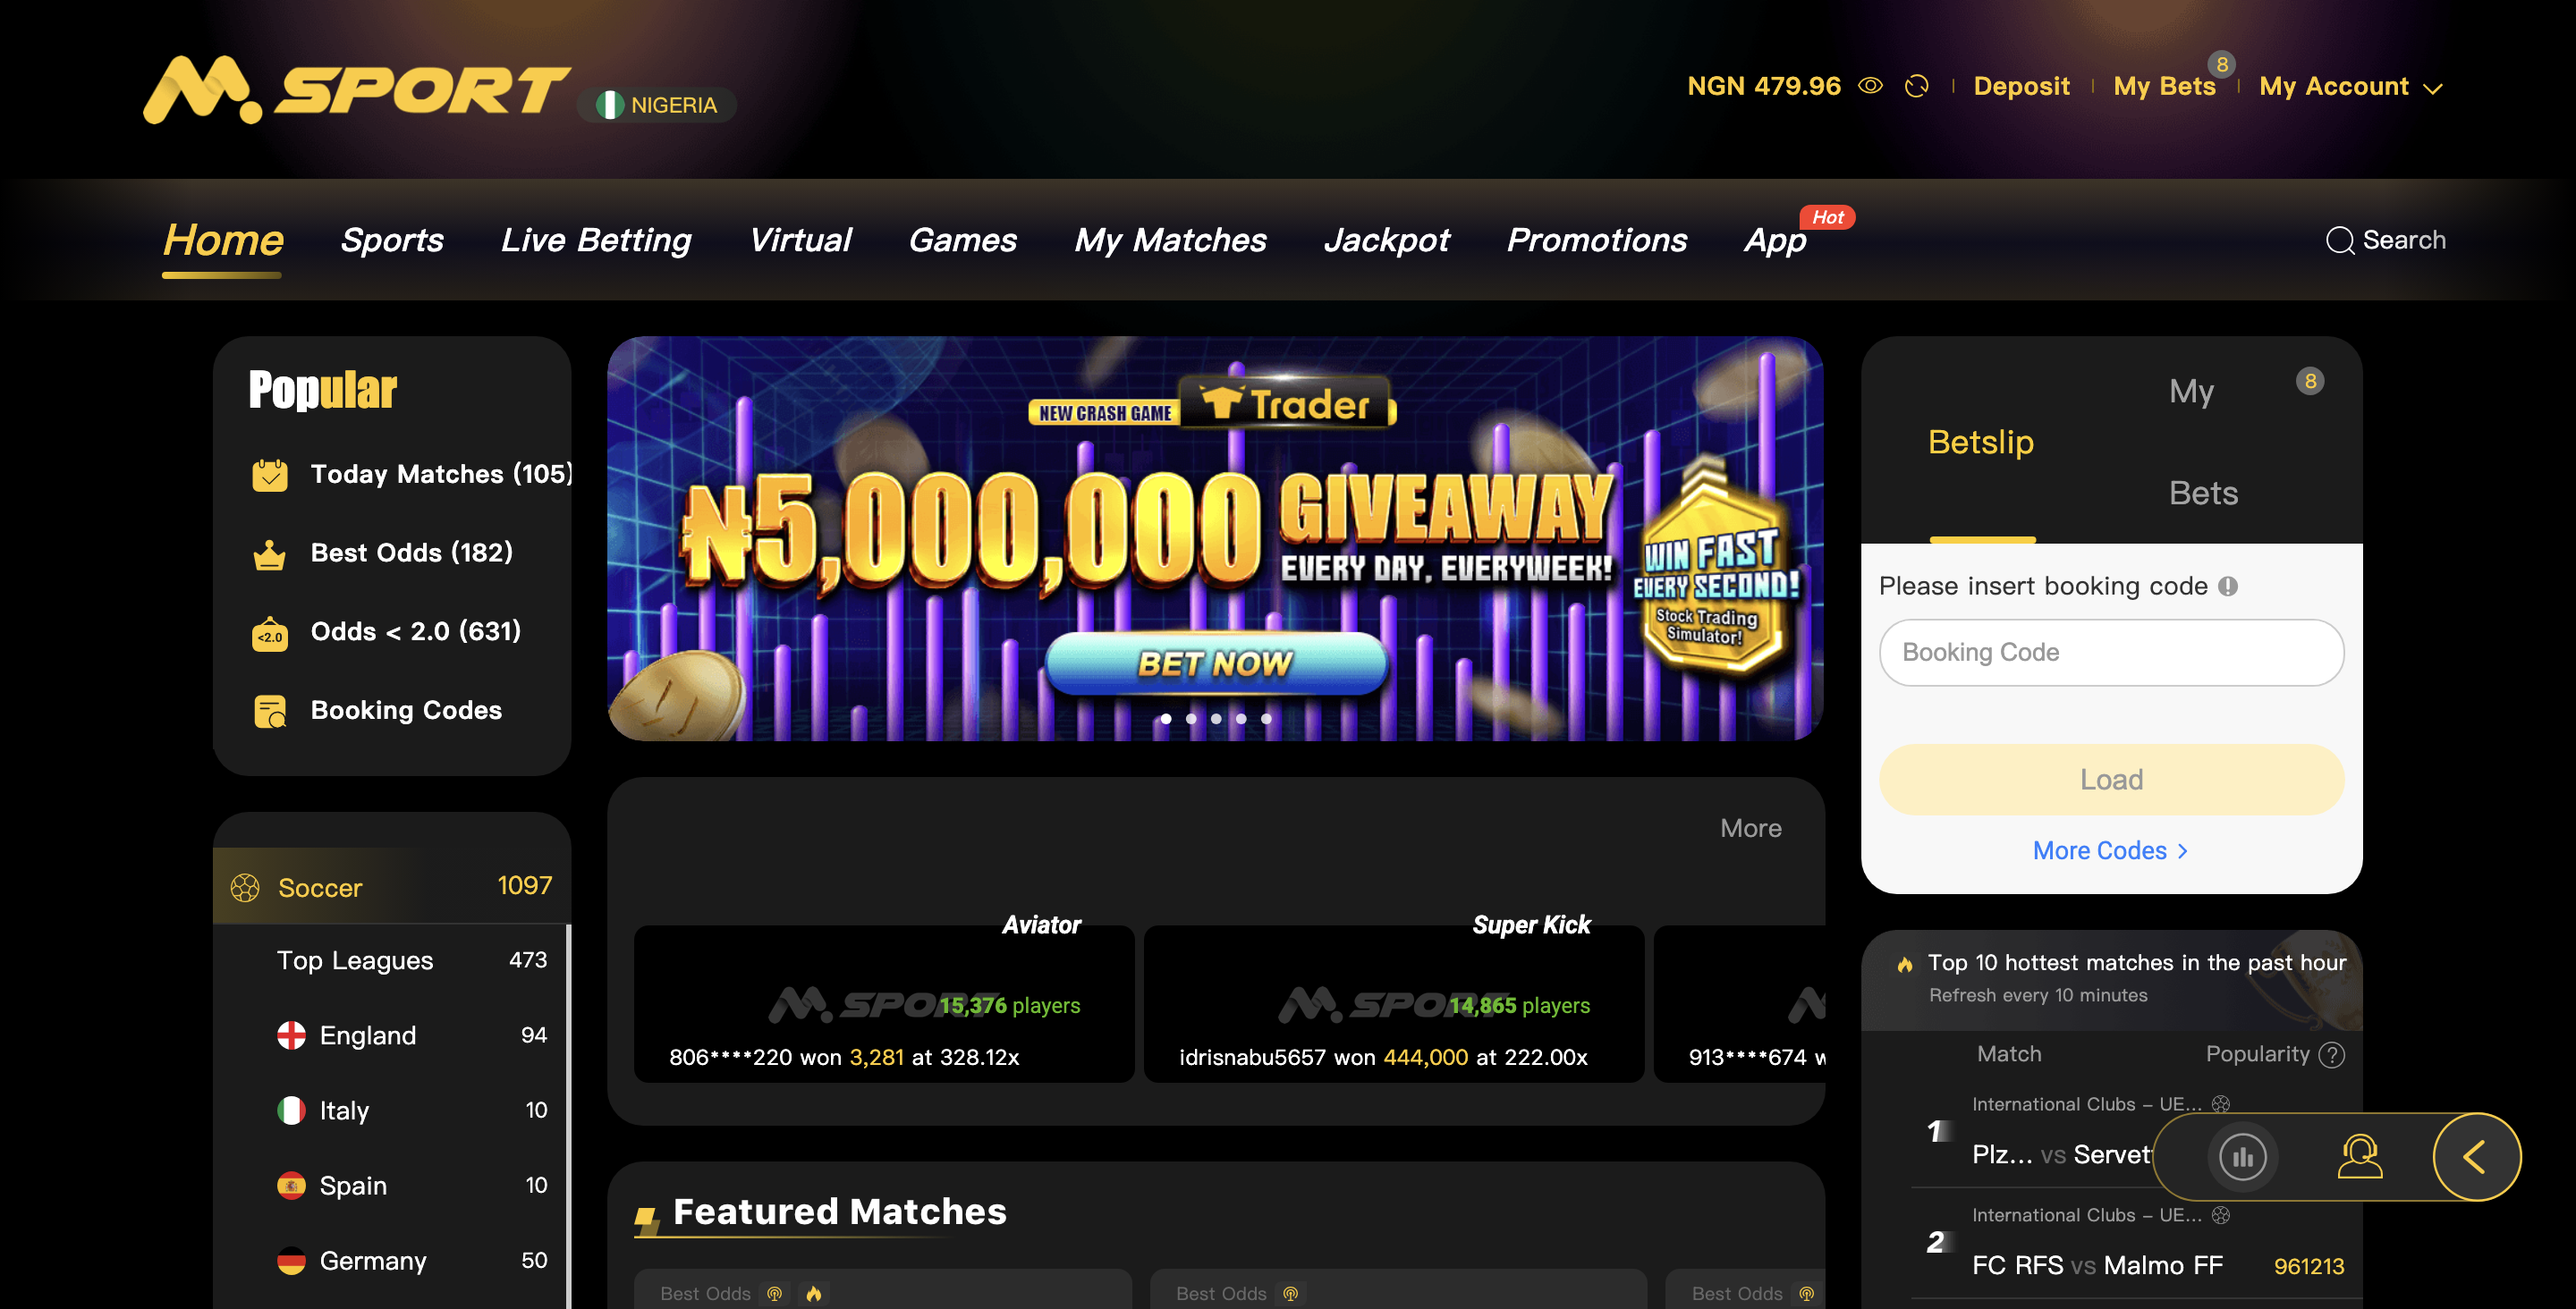 M.SPORT
NIGERIA
NGN 479.96
Deposit
My Bets
8
My Account
Home
Sports
Live Betting
Virtual
Games
My Matches
Jackpot
Promotions
App
Hot
Search
Popular
Today Matches (105)
Best Odds (182)
<2.0
Odds < 2.0 (631)
Booking Codes
Soccer 1097
Top Leagues 473
England 94
Italy 10
Spain 10
Germany 50
NEW CRASH GAME
Trader
₦5,000,000
GIVEAWAY
EVERY DAY, EVERYWEEK!
WIN FAST
EVERY SECOND!
Stock Trading
Simulator!
BET NOW
More
Aviator
M.SPORT
15,376 players
806****220 won 3,281 at 328.12x
Super Kick
M.SPORT
14,865 players
idrisnabu5657 won 444,000 at 222.00x
913****674 w
Featured Matches
Best Odds
Best Odds
Best Odds
Betslip
My
Bets
8
Please insert booking code
Booking Code
Load
More Codes >
Top 10 hottest matches in the past hour
Refresh every 10 minutes
Match
Popularity ?
1
International Clubs – UE...
Plz... vs Servet
2
International Clubs – UE...
FC RFS vs Malmo FF 961213